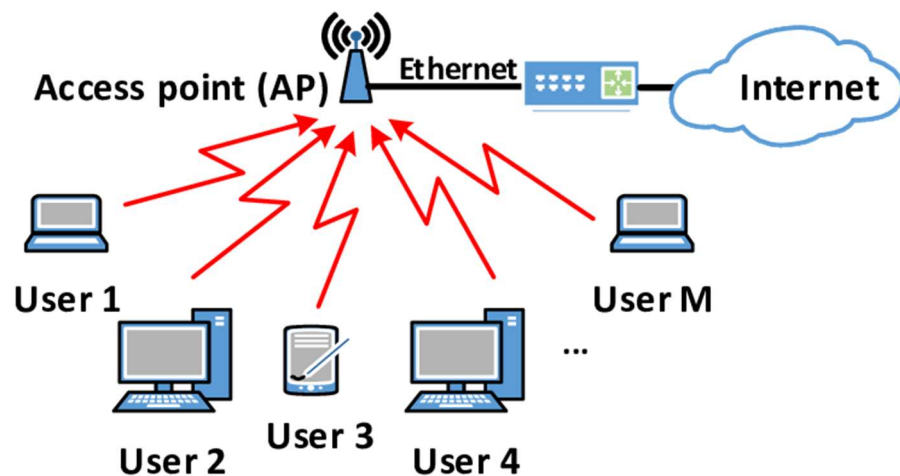 Ethernet
Access point (AP)
Internet
User 1
User M
User 2
User 3
User 4
...